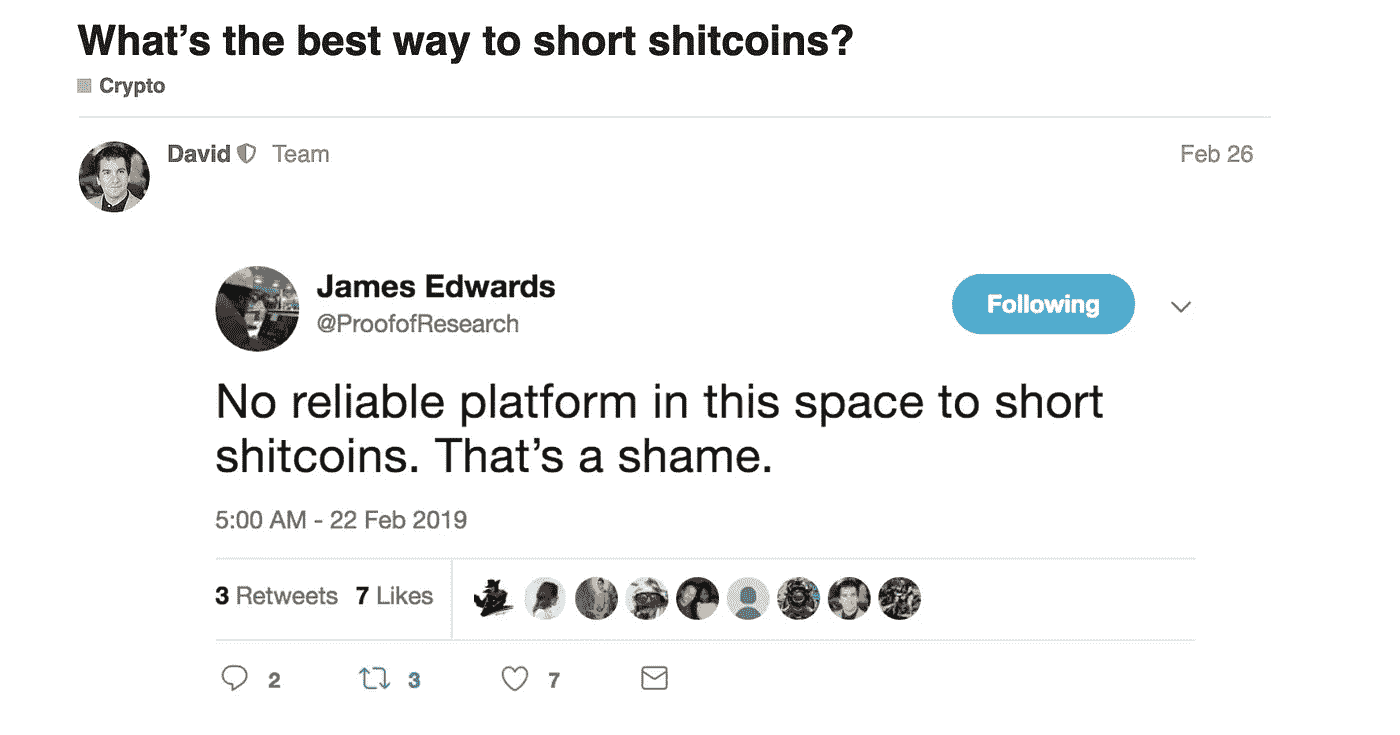 What’s the best way to short shitcoins?
Crypto
David Team Feb 26
James Edwards
@ProofofResearch
Following
No reliable platform in this space to short
shitcoins. That’s a shame.
5:00 AM - 22 Feb 2019
3 Retweets 7 Likes
2 3 7